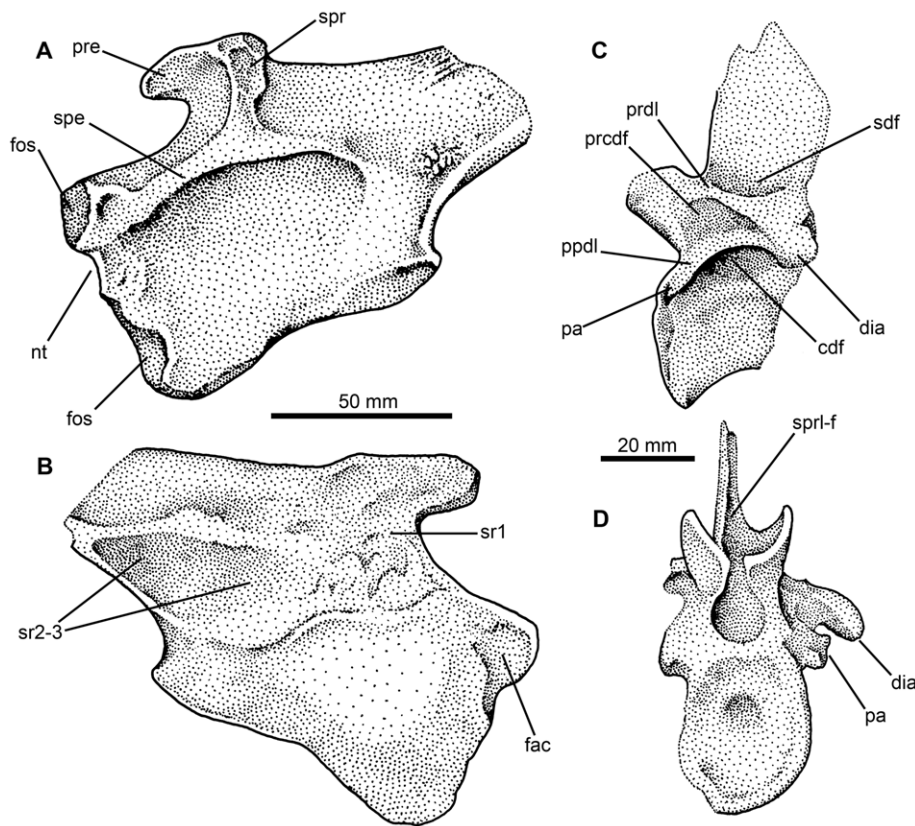 A
spr
pre
spe
fos
nt
fos
50 mm
C
prdl
sdf
prcdf
ppdl
pa
dia
cdf
20 mm
B
sr1
sr2-3
fac
sprl-f
D
dia
pa